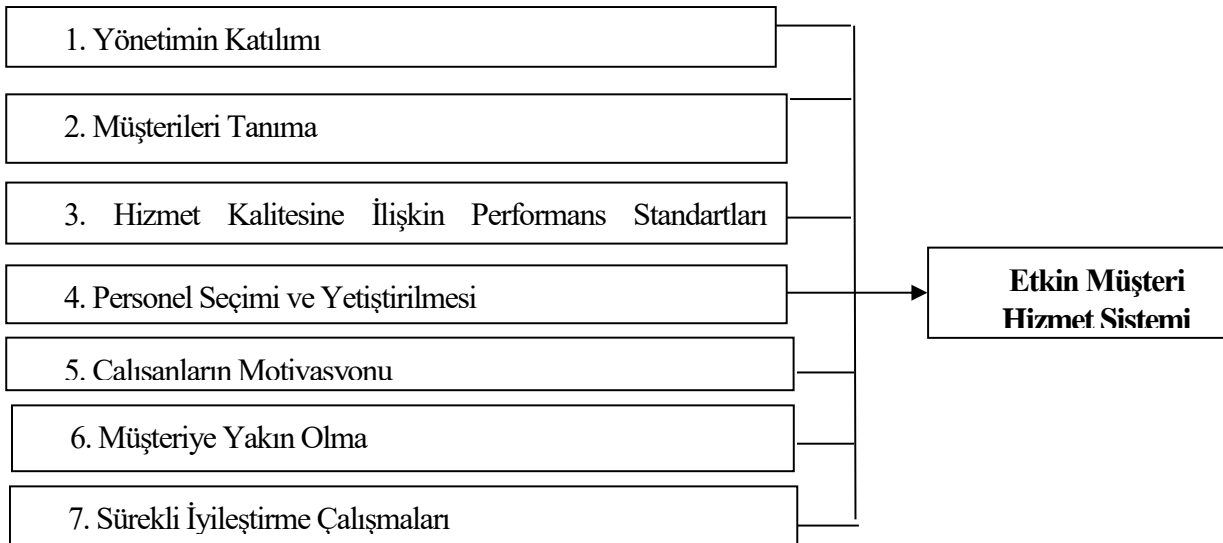 1. Yönetimin Katılımı
2. Müşterileri Tanıma
3. Hizmet Kalitesine İlişkin Performans Standartları
4. Personel Seçimi ve Yetiştirilmesi
5. Çalışanların Motivasyonu
6. Müşteriye Yakın Olma
7. Sürekli İyileştirme Çalışmaları
Etkin Müşteri
Hizmet Sistemi